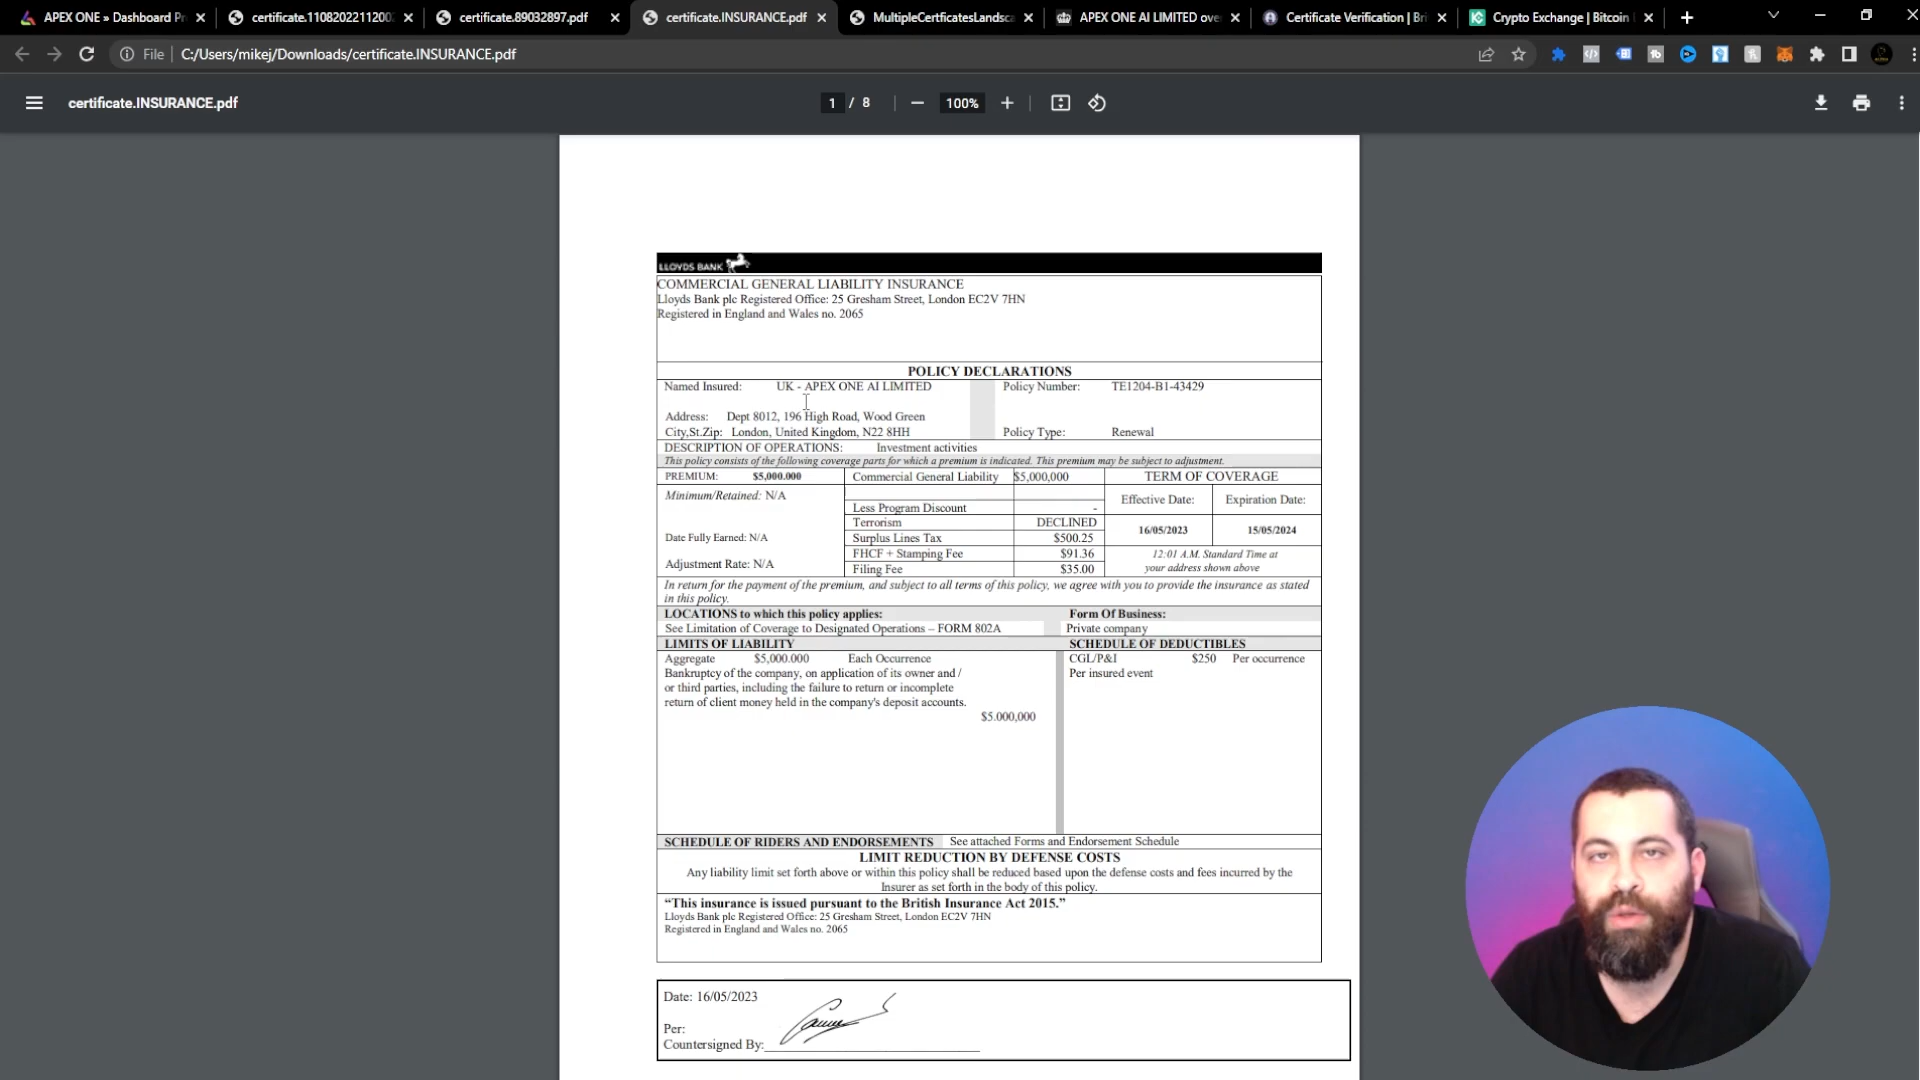 APEX ONE » Dashboard Pr
certificate.110820221120
certificate.89032897.pdf
certificate.INSURANCE.pdf
MultipleCertficatesLandsc
APEX ONE AI LIMITED ove
Certificate Verification | Bri
Crypto Exchange | Bitcoin
File
C:/Users/mikej/Downloads/certificate.INSURANCE.pdf
certificate.INSURANCE.pdf
1 / 8
100%
LLOYDS BANK
COMMERCIAL GENERAL LIABILITY INSURANCE
Lloyds Bank plc Registered Office: 25 Gresham Street, London EC2V 7HN
Registered in England and Wales no. 2065
POLICY DECLARATIONS
Named Insured: UK - APEX ONE AI LIMITED Policy Number: TE1204-B1-43429
Address: Dept 8012, 196 High Road, Wood Green
City,St.Zip: London, United Kingdom, N22 8HH Policy Type: Renewal
DESCRIPTION OF OPERATIONS: Investment activities
This policy consists of the following coverage parts for which a premium is indicated. This premium may be subject to adjustment.
PREMIUM: $5,000.000 Commercial General Liability $5,000,000 TERM OF COVERAGE
Minimum/Retained: N/A Effective Date: Expiration Date:
Less Program Discount -
Terrorism DECLINED
16/05/2023 15/05/2024
Date Fully Earned: N/A Surplus Lines Tax $500.25
FHCF + Stamping Fee $91.36 12:01 A.M. Standard Time at
Adjustment Rate: N/A Filing Fee $35.00 your address shown above
In return for the payment of the premium, and subject to all terms of this policy, we agree with you to provide the insurance as stated
in this policy.
LOCATIONS to which this policy applies: Form Of Business:
See Limitation of Coverage to Designated Operations – FORM 802A Private company
LIMITS OF LIABILITY SCHEDULE OF DEDUCTIBLES
Aggregate $5,000.000 Each Occurrence CGL/P&I $250 Per occurrence
Bankruptcy of the company, on application of its owner and / Per insured event
or third parties, including the failure to return or incomplete
return of client money held in the company's deposit accounts.
$5.000,000
SCHEDULE OF RIDERS AND ENDORSEMENTS See attached Forms and Endorsement Schedule
LIMIT REDUCTION BY DEFENSE COSTS
Any liability limit set forth above or within this policy shall be reduced based upon the defense costs and fees incurred by the
Insurer as set forth in the body of this policy.
“This insurance is issued pursuant to the British Insurance Act 2015.”
Lloyds Bank plc Registered Office: 25 Gresham Street, London EC2V 7HN
Registered in England and Wales no. 2065
Date: 16/05/2023
Per:
Countersigned By: